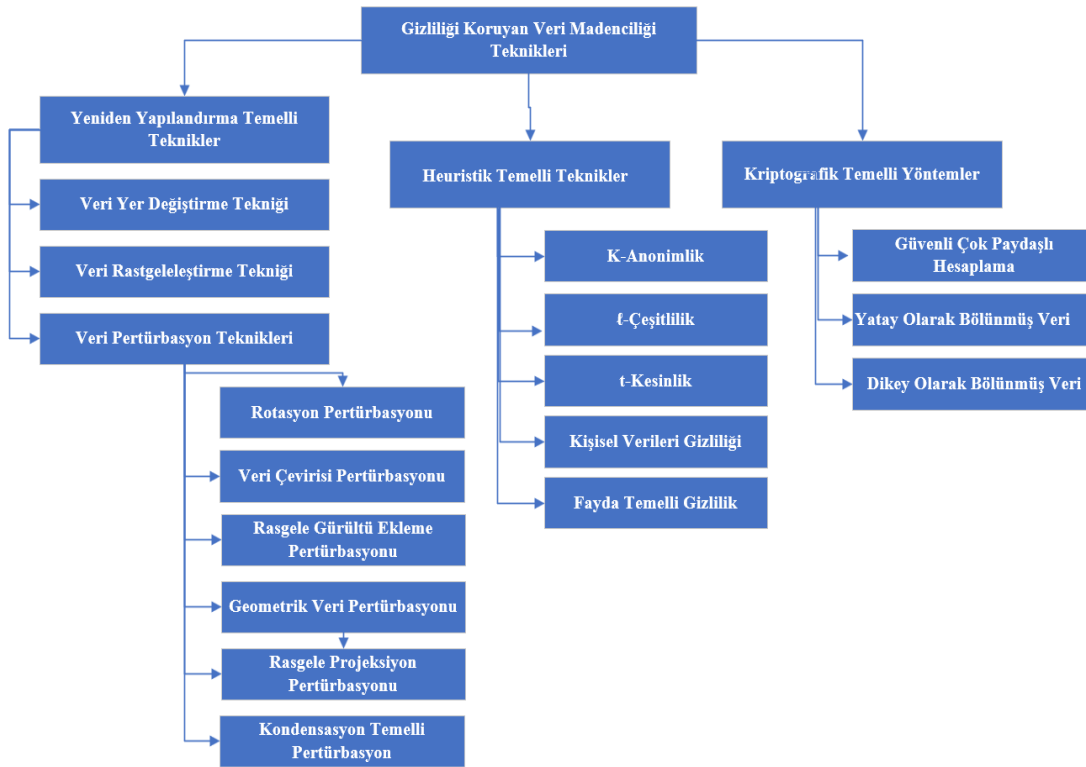 Gizliliği Koruyan Veri Madenciliği
Teknikleri
Yeniden Yapılandırma Temelli
Teknikler
Veri Yer Değiştirme Tekniği
Veri Rastgeleleştirme Tekniği
Veri Pertürbasyon Teknikleri
Rotasyon Pertürbasyonu
Veri Çevirisi Pertürbasyonu
Rasgele Gürültü Ekleme
Pertürbasyonu
Geometrik Veri Pertürbasyonu
Rasgele Projeksiyon
Pertürbasyonu
Kondensasyon Temelli
Pertürbasyon
Heuristik Temelli Teknikler
K-Anonimlik
ℓ-Çeşitlilik
t-Kesinlik
Kişisel Verileri Gizliliği
Fayda Temelli Gizlilik
Kriptografik Temelli Yöntemler
Güvenli Çok Paydaşlı
Hesaplama
Yatay Olarak Bölünmüş Veri
Dikey Olarak Bölünmüş Veri